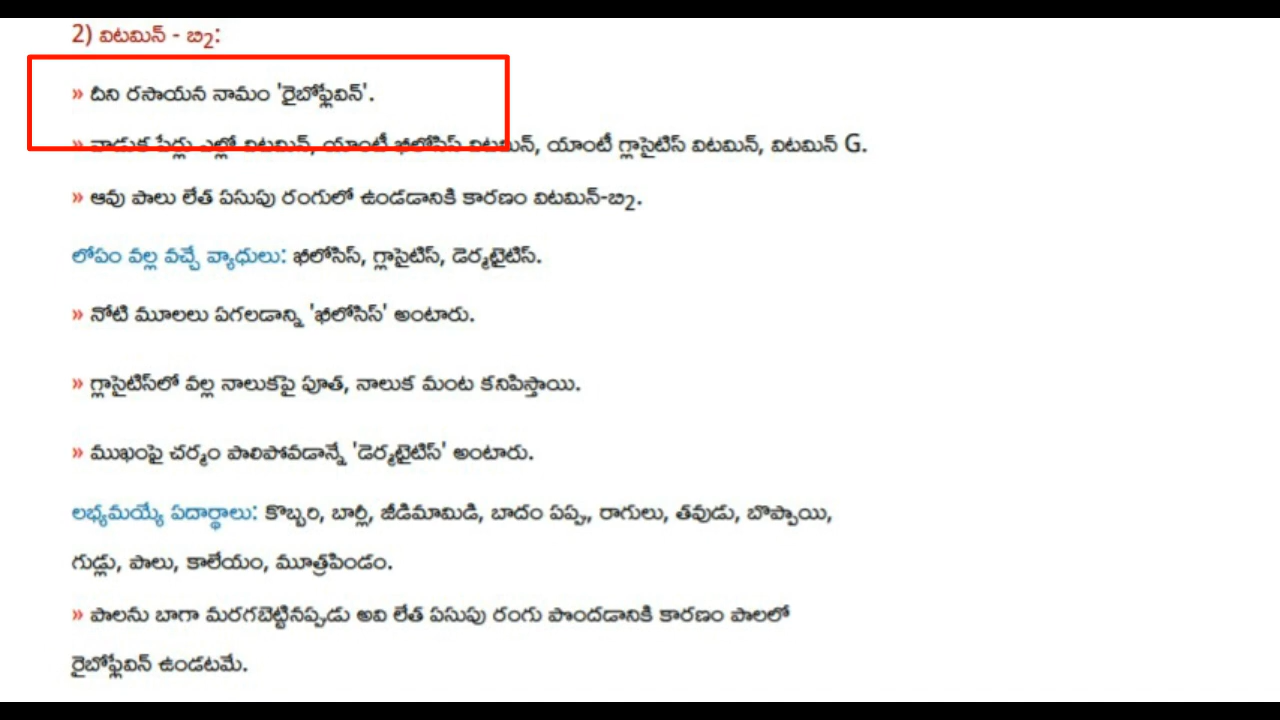 2) విటమిన్ - బి2:
» దీని రసాయన నామం 'రైబోఫ్లేవిన్'.
» వాడుక పేర్లు ఎల్లో విటమిన్, యాంటీ ఖీలోసిస్ విటమిన్, యాంటీ గ్లాసైటిస్ విటమిన్, విటమిన్ G.
» ఆవు పాలు లేత పసుపు రంగులో ఉండడానికి కారణం విటమిన్-బి2.
లోపం వల్ల వచ్చే వ్యాధులు: ఖీలోసిస్, గ్లాసైటిస్, డెర్మటైటిస్.
» నోటి మూలలు పగలడాన్ని 'ఖీలోసిస్' అంటారు.
» గ్లాసైటిస్‌లో వల్ల నాలుకపై పూత, నాలుక మంట కనిపిస్తాయి.
» ముఖంపై చర్మం పాలిపోవడాన్నే 'డెర్మటైటిస్' అంటారు.
లభ్యమయ్యే పదార్థాలు: కొబ్బరి, బార్లీ, జీడిమామిడి, బాదం పప్పు, రాగులు, తవుడు, బొప్పాయి,
గుడ్లు, పాలు, కాలేయం, మూత్రపిండం.
» పాలను బాగా మరగబెట్టినప్పుడు అవి లేత పసుపు రంగు పొందడానికి కారణం పాలలో
రైబోఫ్లేవిన్ ఉండటమే.